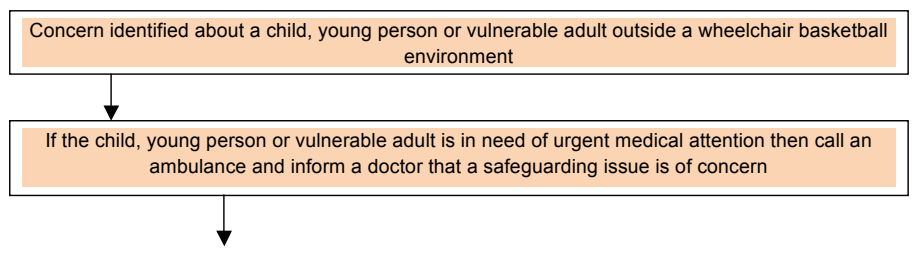 Concern identified about a child, young person or vulnerable adult outside a wheelchair basketball
environment
If the child, young person or vulnerable adult is in need of urgent medical attention then call an
ambulance and inform a doctor that a safeguarding issue is of concern